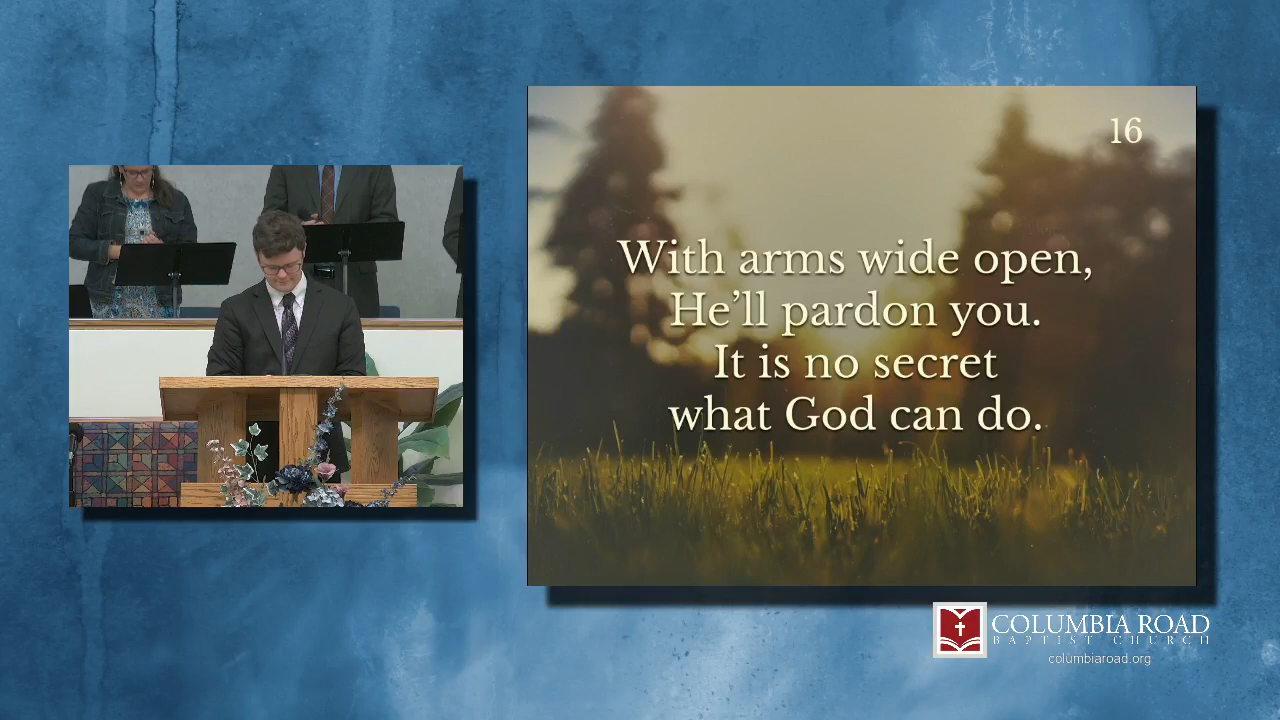 16
With arms wide open,
He’ll pardon you.
It is no secret
what God can do.
COLUMBIA ROAD
BAPTIST CHURCH
columbiaroad.org